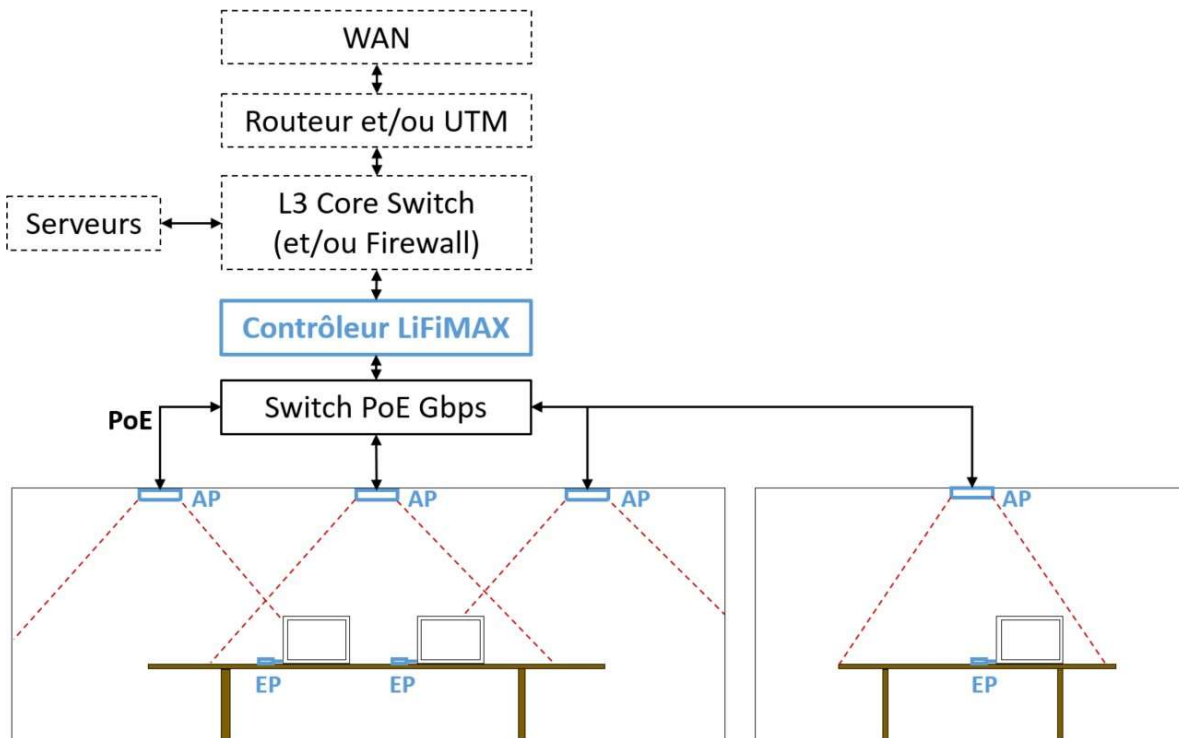 WAN
Routeur et/ou UTM
Serveurs
L3 Core Switch
(et/ou Firewall)
Contrôleur LiFiMAX
PoE
Switch PoE Gbps
AP
AP
AP
AP
EP
EP
EP